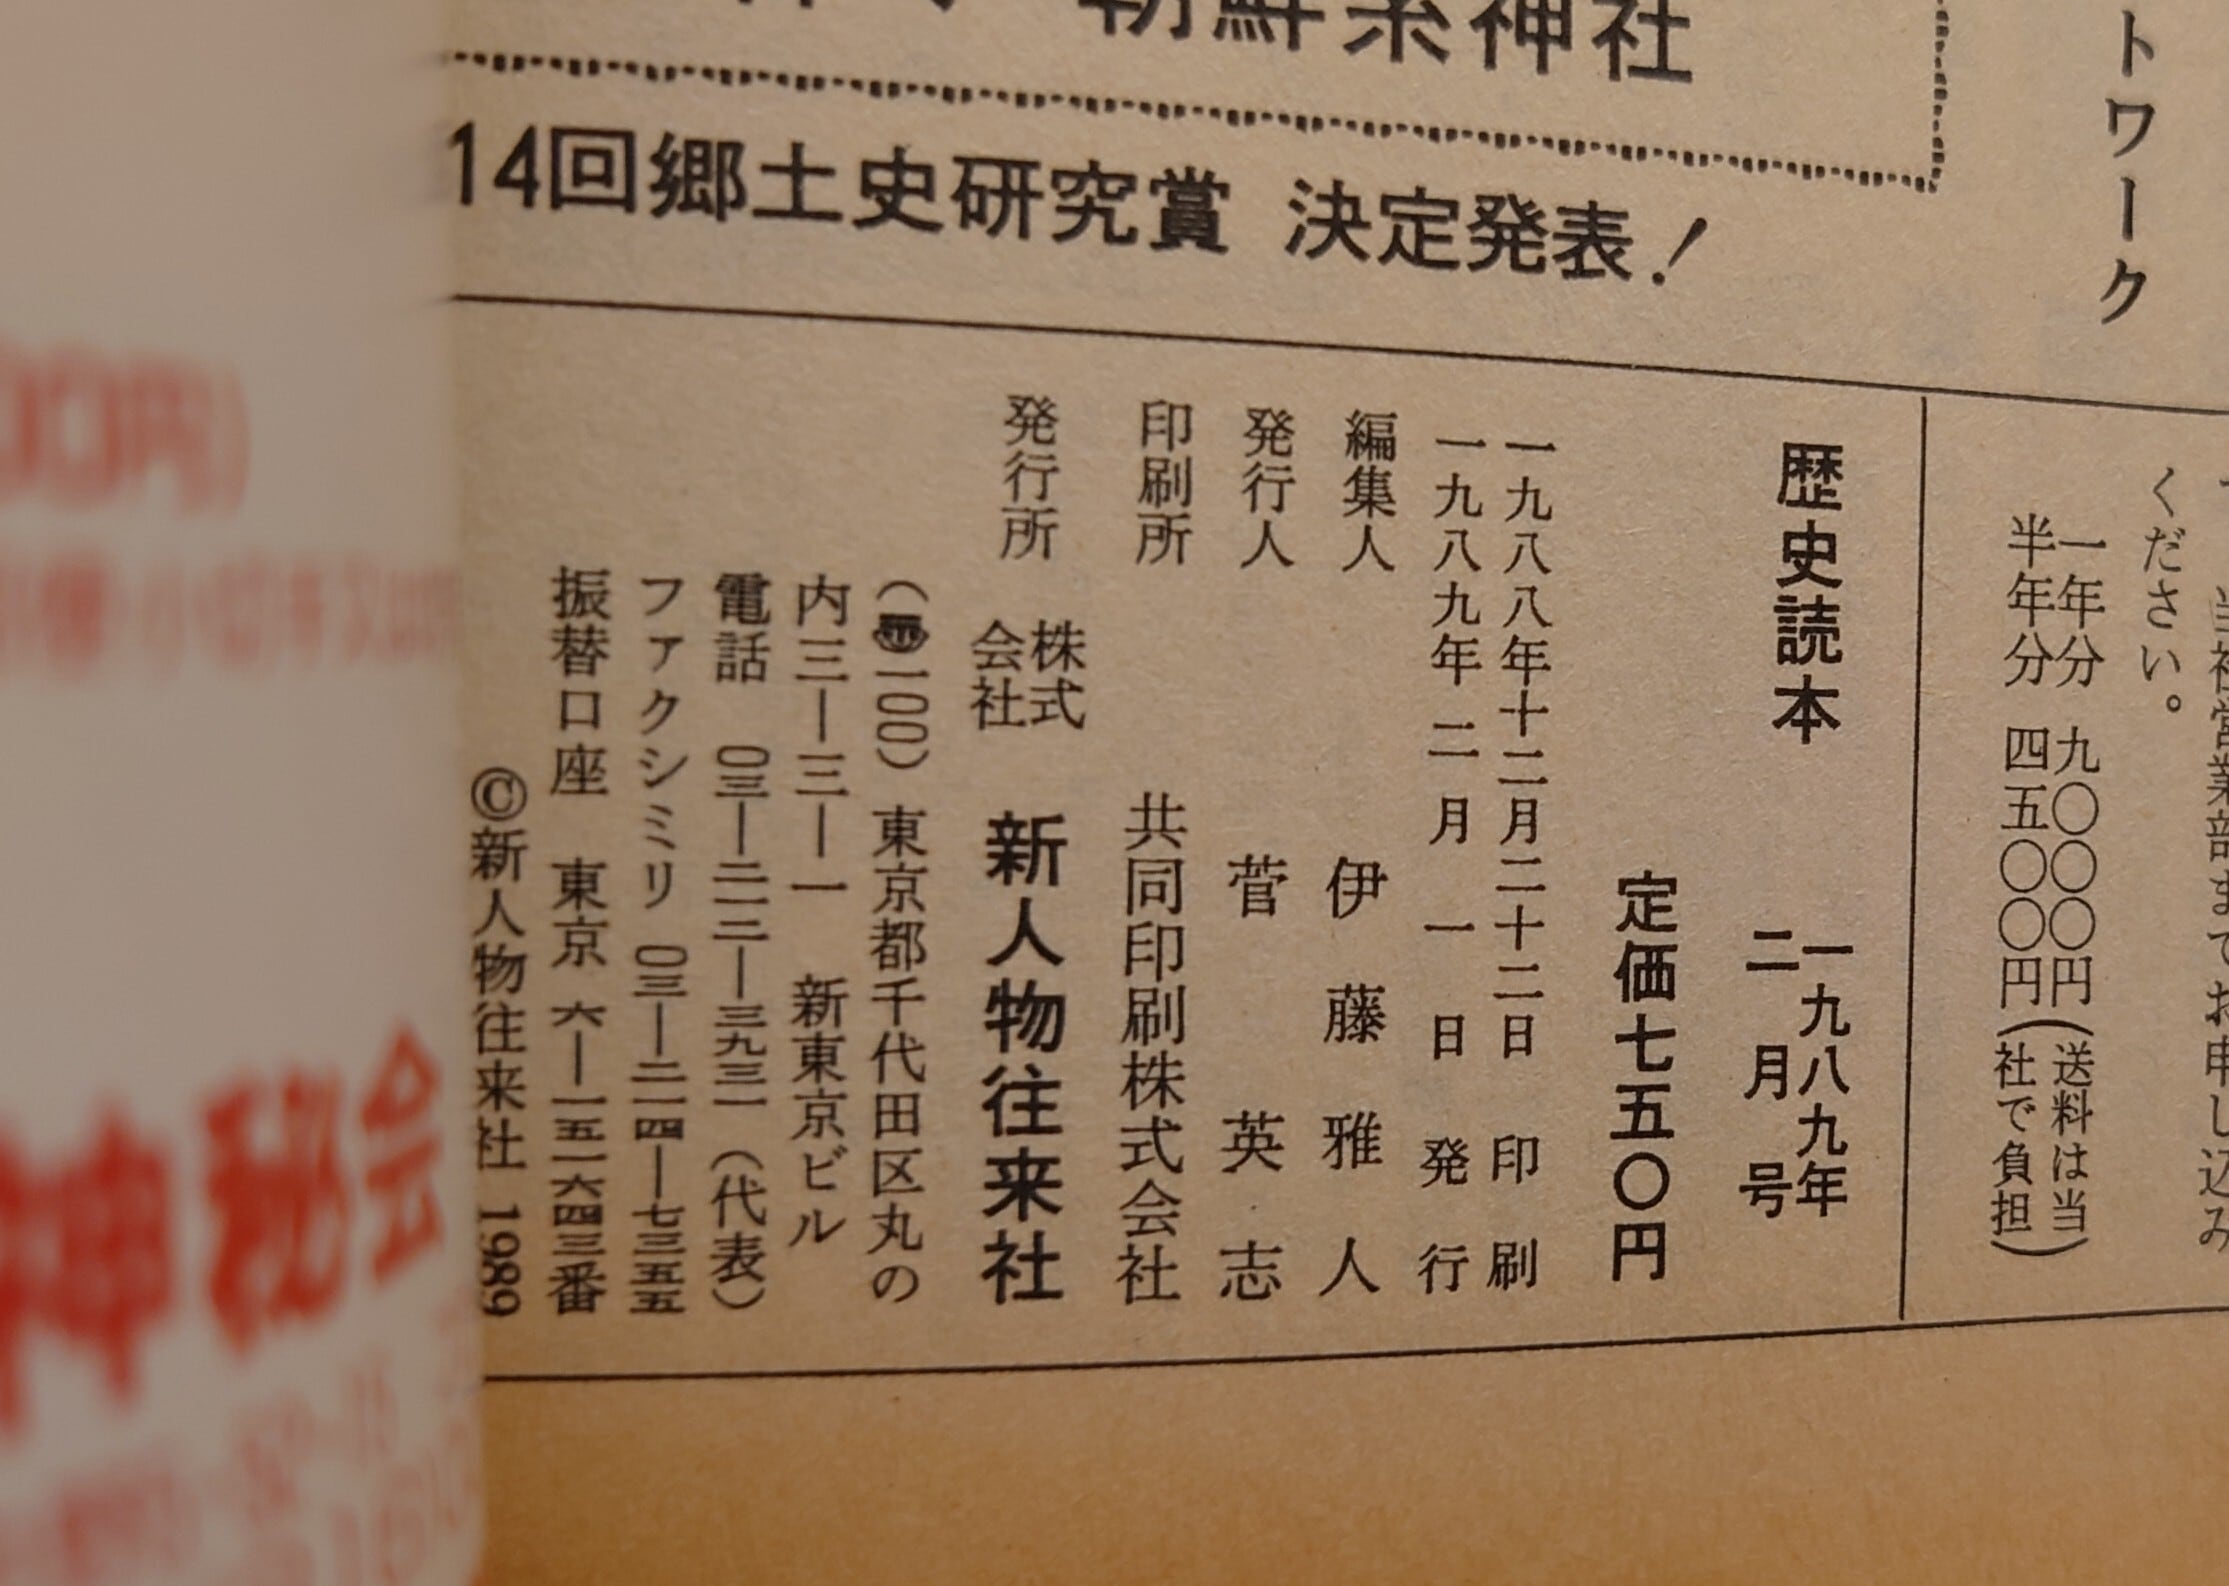 朝鮮系神社
14回郷土史研究賞 決定発表！
トワーク
ください。
一年分 九〇〇〇円(送料は当)
半年分 四五〇〇円(社で負担)
歴史読本 一九八九年
二月号
定価七五〇円
一九八八年十二月二十二日 印刷
一九八九年 二月 一日 発行
編集人 伊藤雅人
発行人 菅英志
印刷所 共同印刷株式会社
発行所 株式会社 新人物往来社
(〠一〇〇) 東京都千代田区丸の
内三―三―一 新東京ビル
電話 〇三―二一三―三九三一(代表)
ファクシミリ 〇三―二一四―七三五五
振替口座 東京 六―一五一六四三番
©新人物往来社 1989